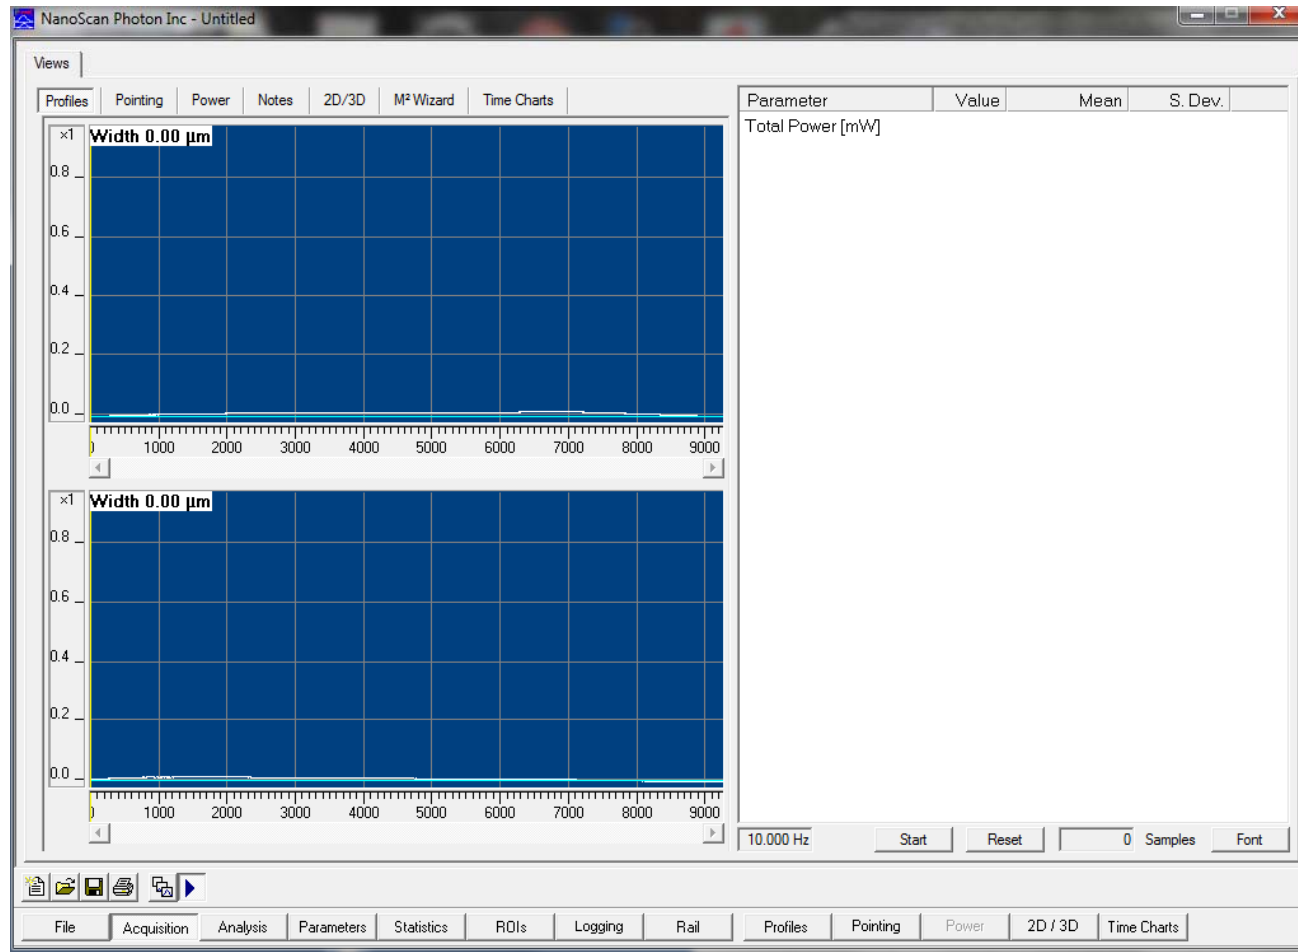 NanoScan Photon Inc - Untitled
Views
Profiles Pointing Power Notes 2D/3D M² Wizard Time Charts
Parameter Value Mean S. Dev.
Total Power [mW]
×1 Width 0.00 µm
0.8
0.6
0.4
0.2
0.0
1000 2000 3000 4000 5000 6000 7000 8000 9000
×1 Width 0.00 µm
0.8
0.6
0.4
0.2
0.0
1000 2000 3000 4000 5000 6000 7000 8000 9000
10.000 Hz Start Reset 0 Samples Font
File Acquisition Analysis Parameters Statistics ROIs Logging Rail Profiles Pointing Power 2D / 3D Time Charts